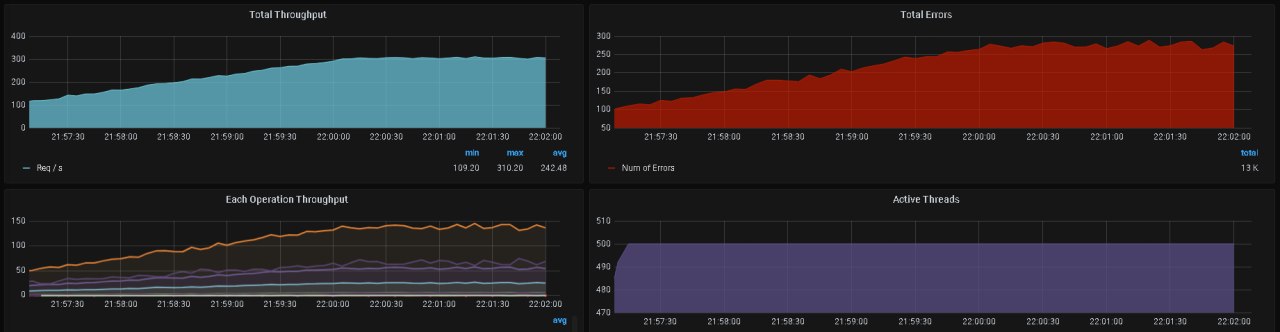 Total Throughput
400
300
200
100
0
21:57:30 21:58:00 21:58:30 21:59:00 21:59:30 22:00:00 22:00:30 22:01:00 22:01:30 22:02:00
min max avg
Req / s 109.20 310.20 242.48
Total Errors
300
250
200
150
100
50
21:57:30 21:58:00 21:58:30 21:59:00 21:59:30 22:00:00 22:00:30 22:01:00 22:01:30 22:02:00
total
Num of Errors 13 K
Each Operation Throughput
150
100
50
0
21:57:30 21:58:00 21:58:30 21:59:00 21:59:30 22:00:00 22:00:30 22:01:00 22:01:30 22:02:00
avg
Active Threads
510
500
490
480
470
21:57:30 21:58:00 21:58:30 21:59:00 21:59:30 22:00:00 22:00:30 22:01:00 22:01:30 22:02:00